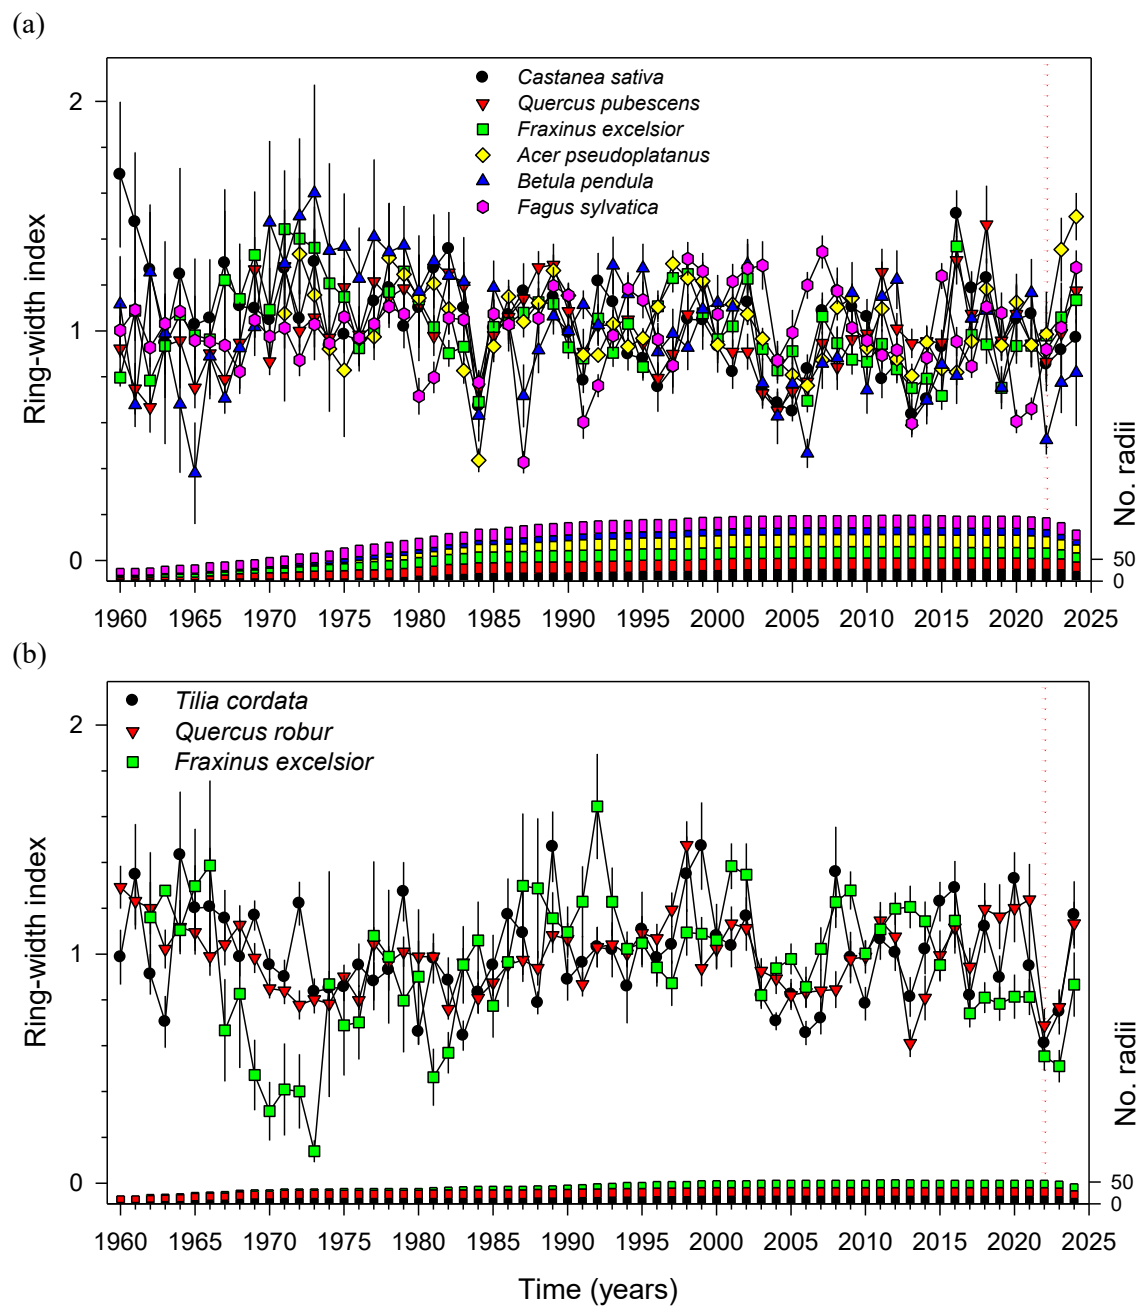 (a)
2
1
0
Ring-width index
Castanea sativa
Quercus pubescens
Fraxinus excelsior
Acer pseudoplatanus
Betula pendula
Fagus sylvatica
No. radii
50
0
1960 1965 1970 1975 1980 1985 1990 1995 2000 2005 2010 2015 2020 2025
(b)
2
1
0
Ring-width index
Tilia cordata
Quercus robur
Fraxinus excelsior
No. radii
50
0
1960 1965 1970 1975 1980 1985 1990 1995 2000 2005 2010 2015 2020 2025
Time (years)